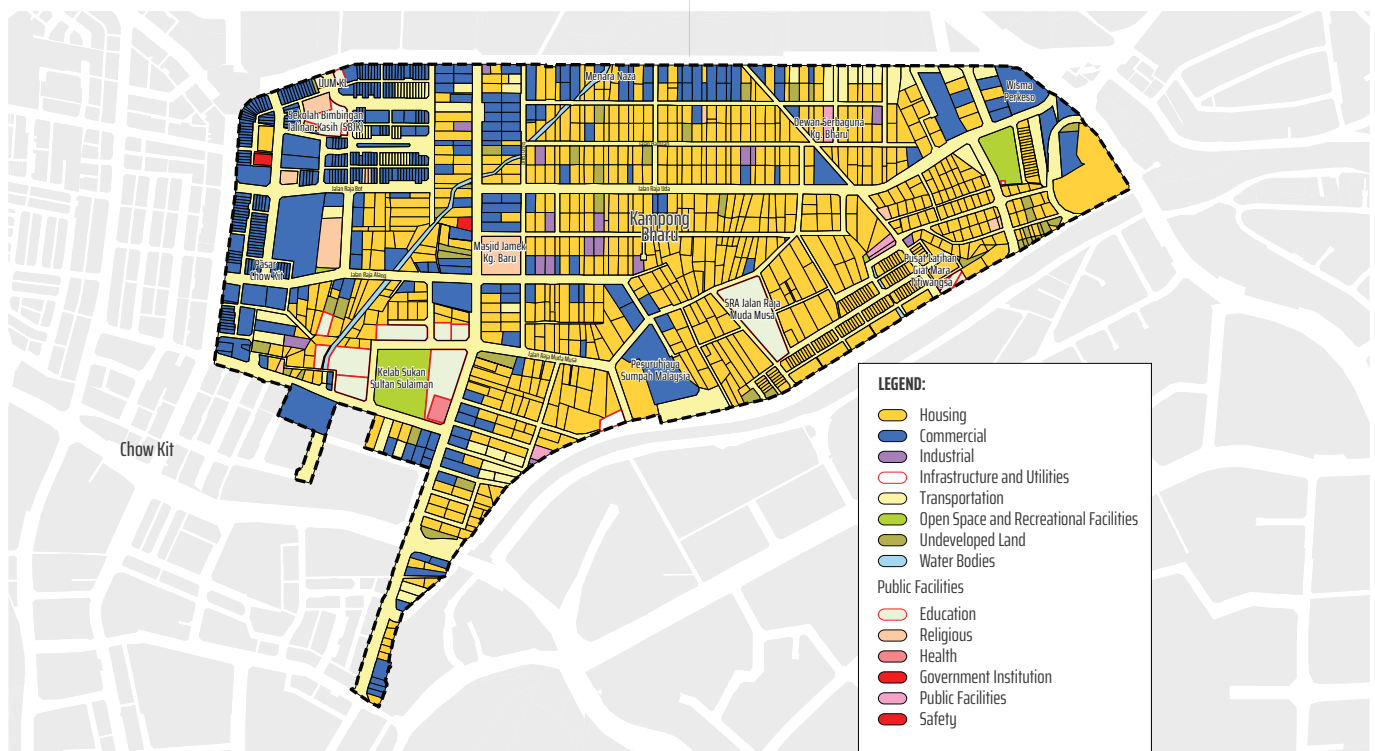 UUM KL
Sekolah Bimbingan
Jalinan Kasih (SBJK)
Menara Naza
Wisma
Perkeso
Dewan Serbaguna
Kg. Bharu
Jalan Raja Bot
Jalan Raja Uda
Kampong
Bharu
Masjid Jamek
Kg. Baru
Pasar
Chow Kit
Jalan Raja Alang
Pusat Latihan
Giat Mara
Titiwangsa
SRA Jalan Raja
Muda Musa
Jalan Raja Muda Musa
Pesuruhjaya
Sumpah Malaysia
Kelab Sukan
Sultan Sulaiman
Chow Kit
LEGEND:
Housing
Commercial
Industrial
Infrastructure and Utilities
Transportation
Open Space and Recreational Facilities
Undeveloped Land
Water Bodies
Public Facilities
Education
Religious
Health
Government Institution
Public Facilities
Safety